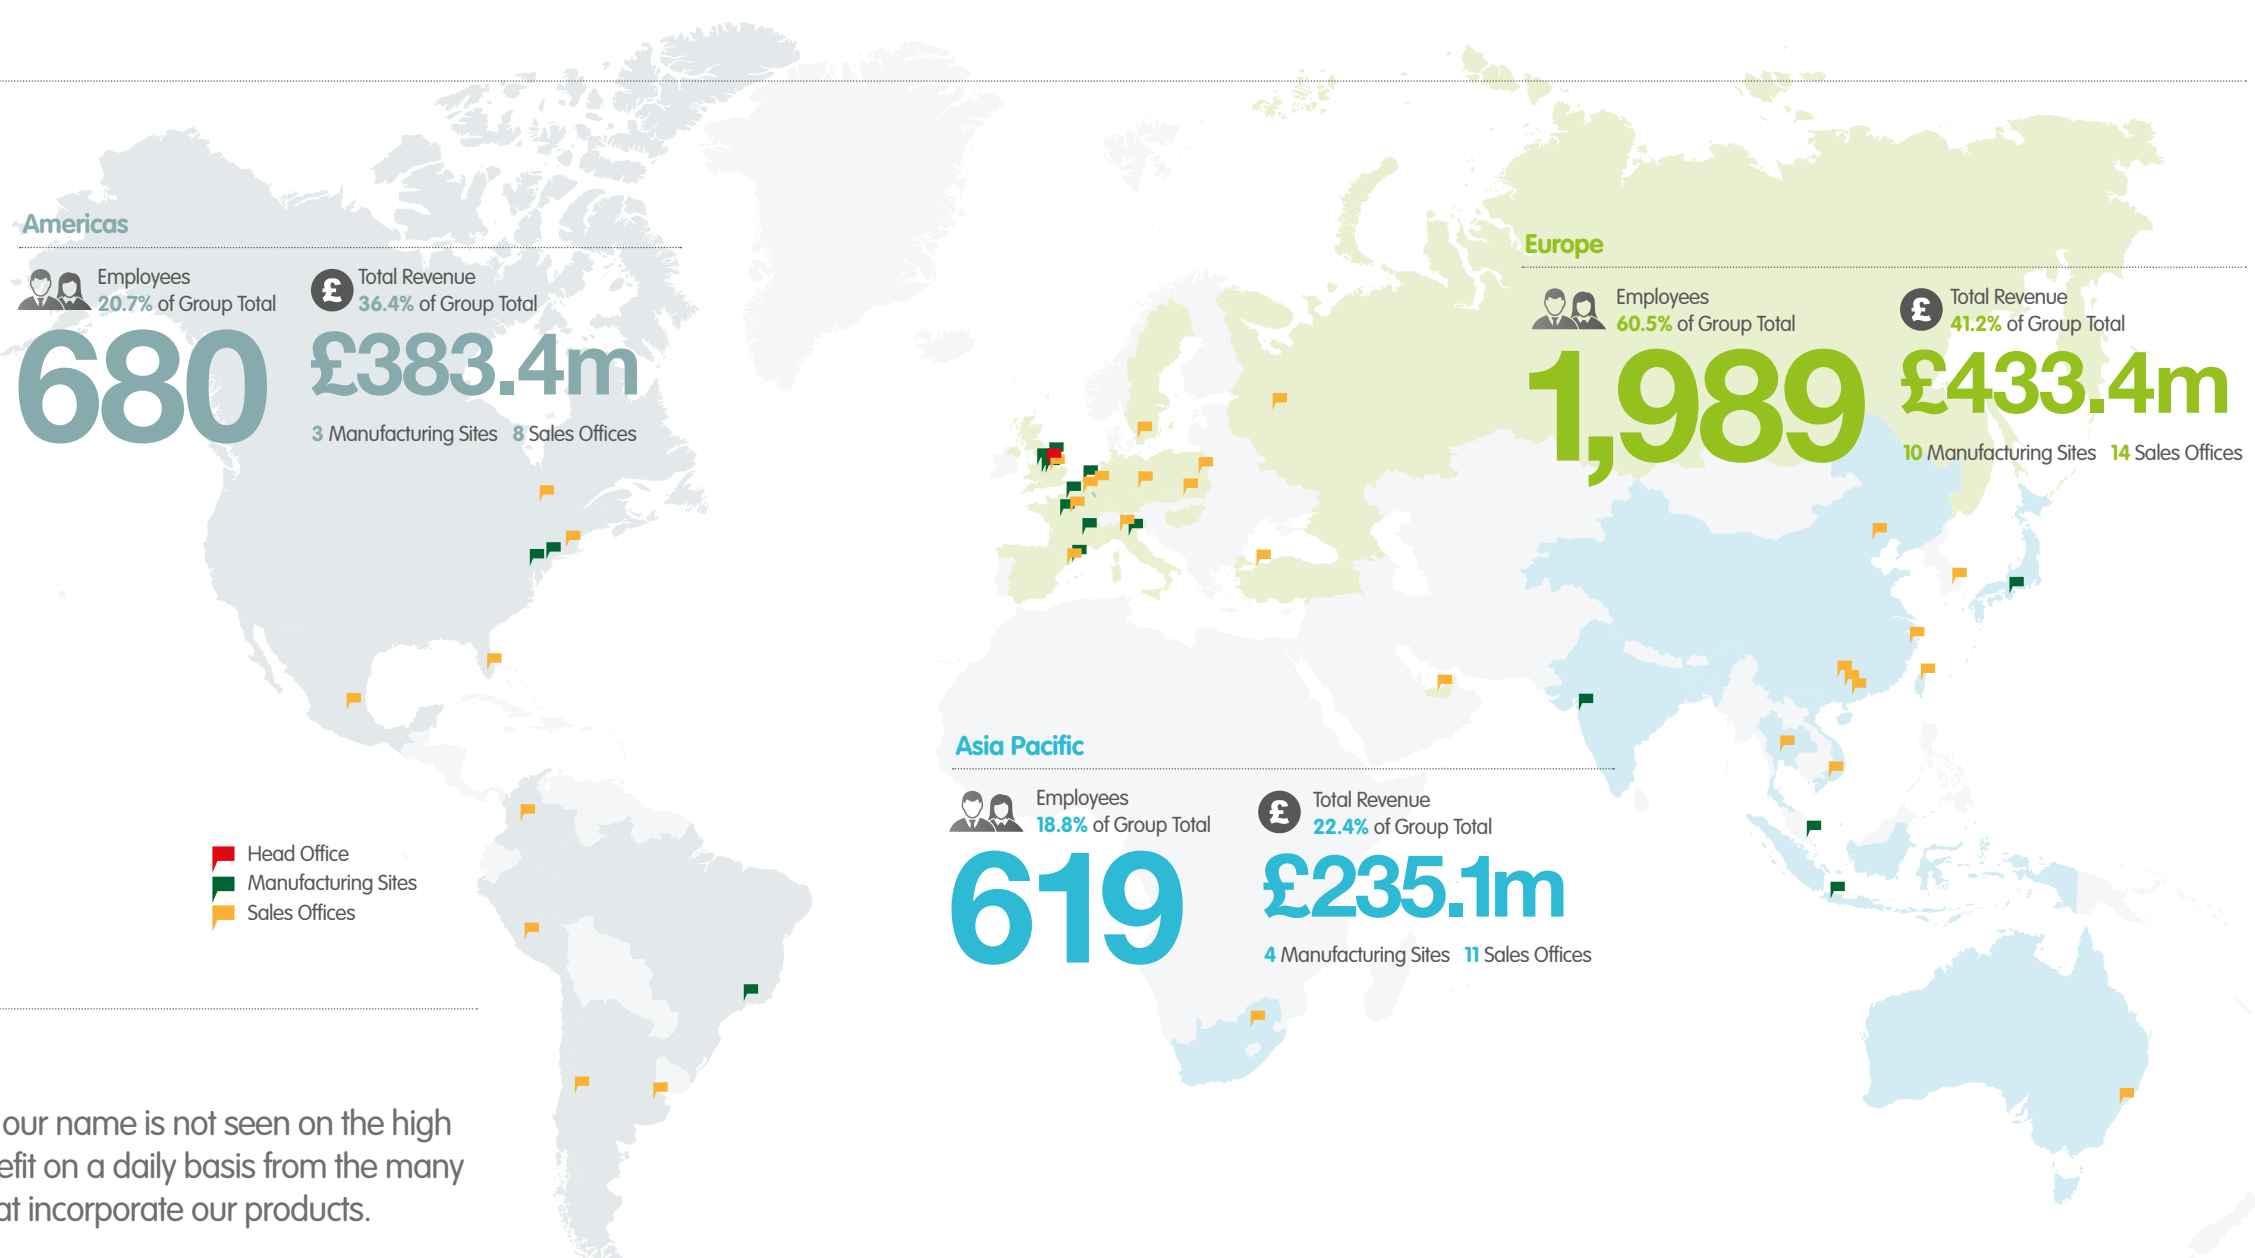 Americas
Employees
20.7% of Group Total
680
Total Revenue
36.4% of Group Total
£383.4m
3 Manufacturing Sites 8 Sales Offices
Europe
Employees
60.5% of Group Total
1,989
Total Revenue
41.2% of Group Total
£433.4m
10 Manufacturing Sites 14 Sales Offices
Asia Pacific
Employees
18.8% of Group Total
619
Total Revenue
22.4% of Group Total
£235.1m
4 Manufacturing Sites 11 Sales Offices
Head Office
Manufacturing Sites
Sales Offices
our name is not seen on the high
efit on a daily basis from the many
at incorporate our products.